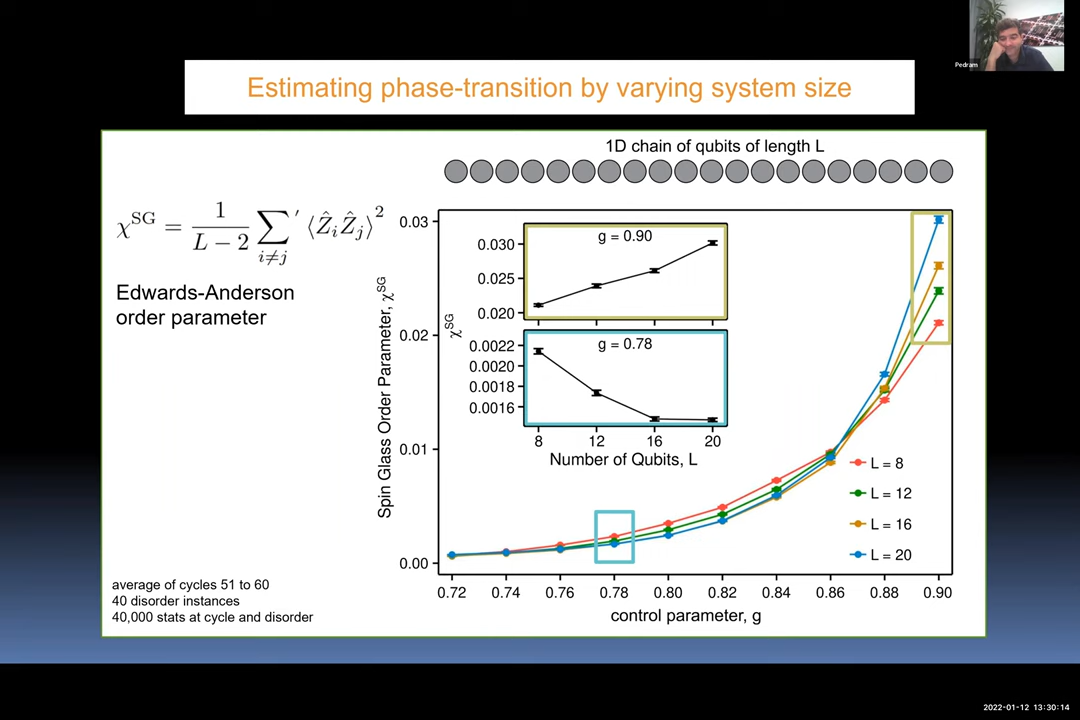 Pedram
Estimating phase-transition by varying system size
1D chain of qubits of length L
χ^SG = 1/(L − 2) ∑'_{i≠j} ⟨Ẑ_i Ẑ_j⟩²
Edwards-Anderson
order parameter
average of cycles 51 to 60
40 disorder instances
40,000 stats at cycle and disorder
Spin Glass Order Parameter, χ^SG
0.03
0.02
0.01
0.00
g = 0.90
0.030
0.025
0.020
χ^SG
g = 0.78
0.0022
0.0020
0.0018
0.0016
8 12 16 20
Number of Qubits, L
L = 8
L = 12
L = 16
L = 20
0.72 0.74 0.76 0.78 0.80 0.82 0.84 0.86 0.88 0.90
control parameter, g
2022-01-12 13:30:14